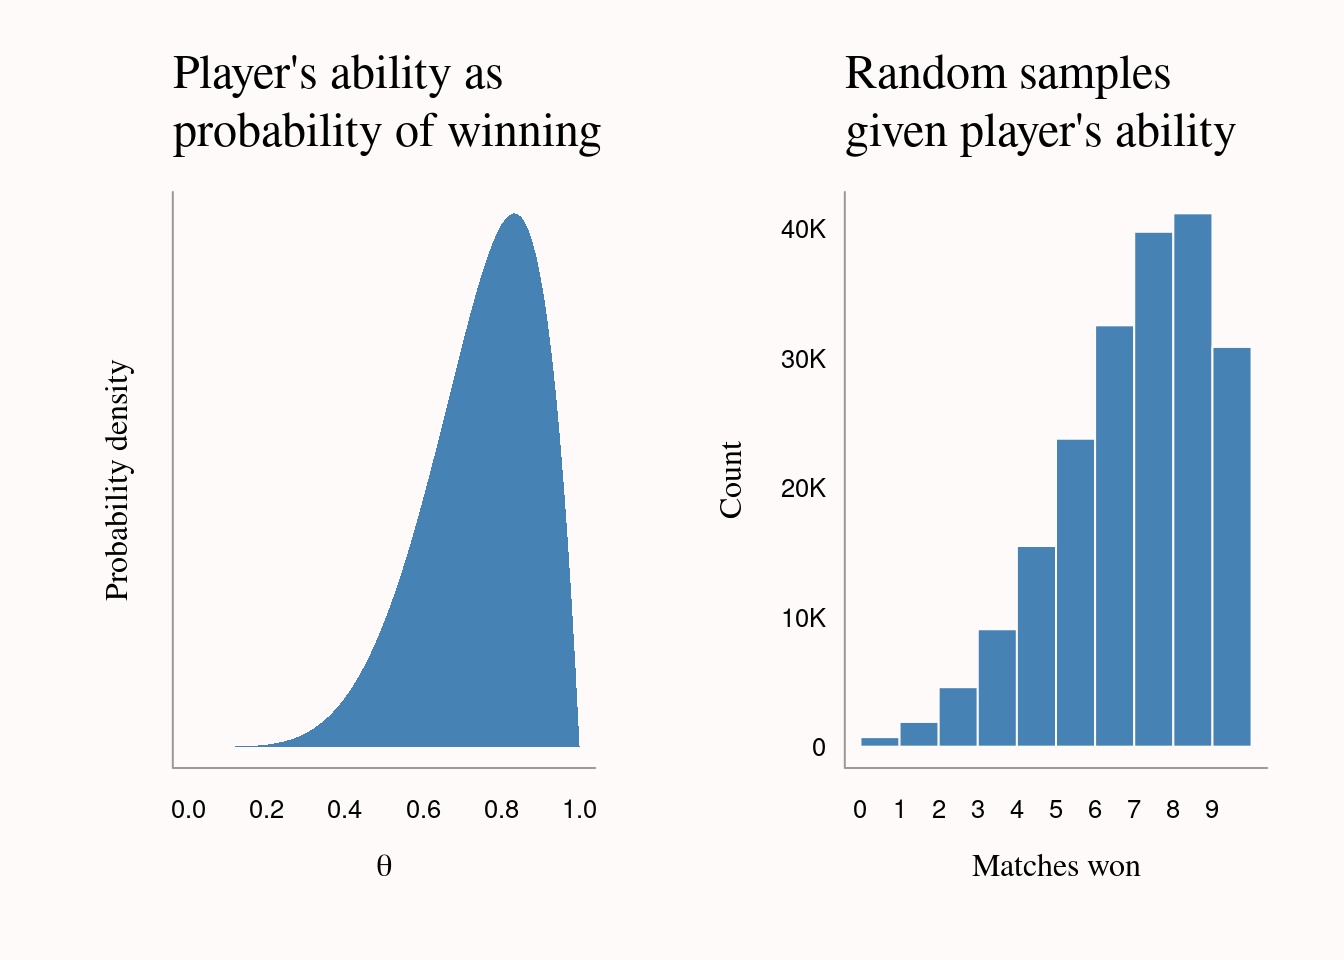 Player's ability as
probability of winning
Probability density
0.0 0.2 0.4 0.6 0.8 1.0
θ
Random samples
given player's ability
Count
40K
30K
20K
10K
0
0 1 2 3 4 5 6 7 8 9
Matches won